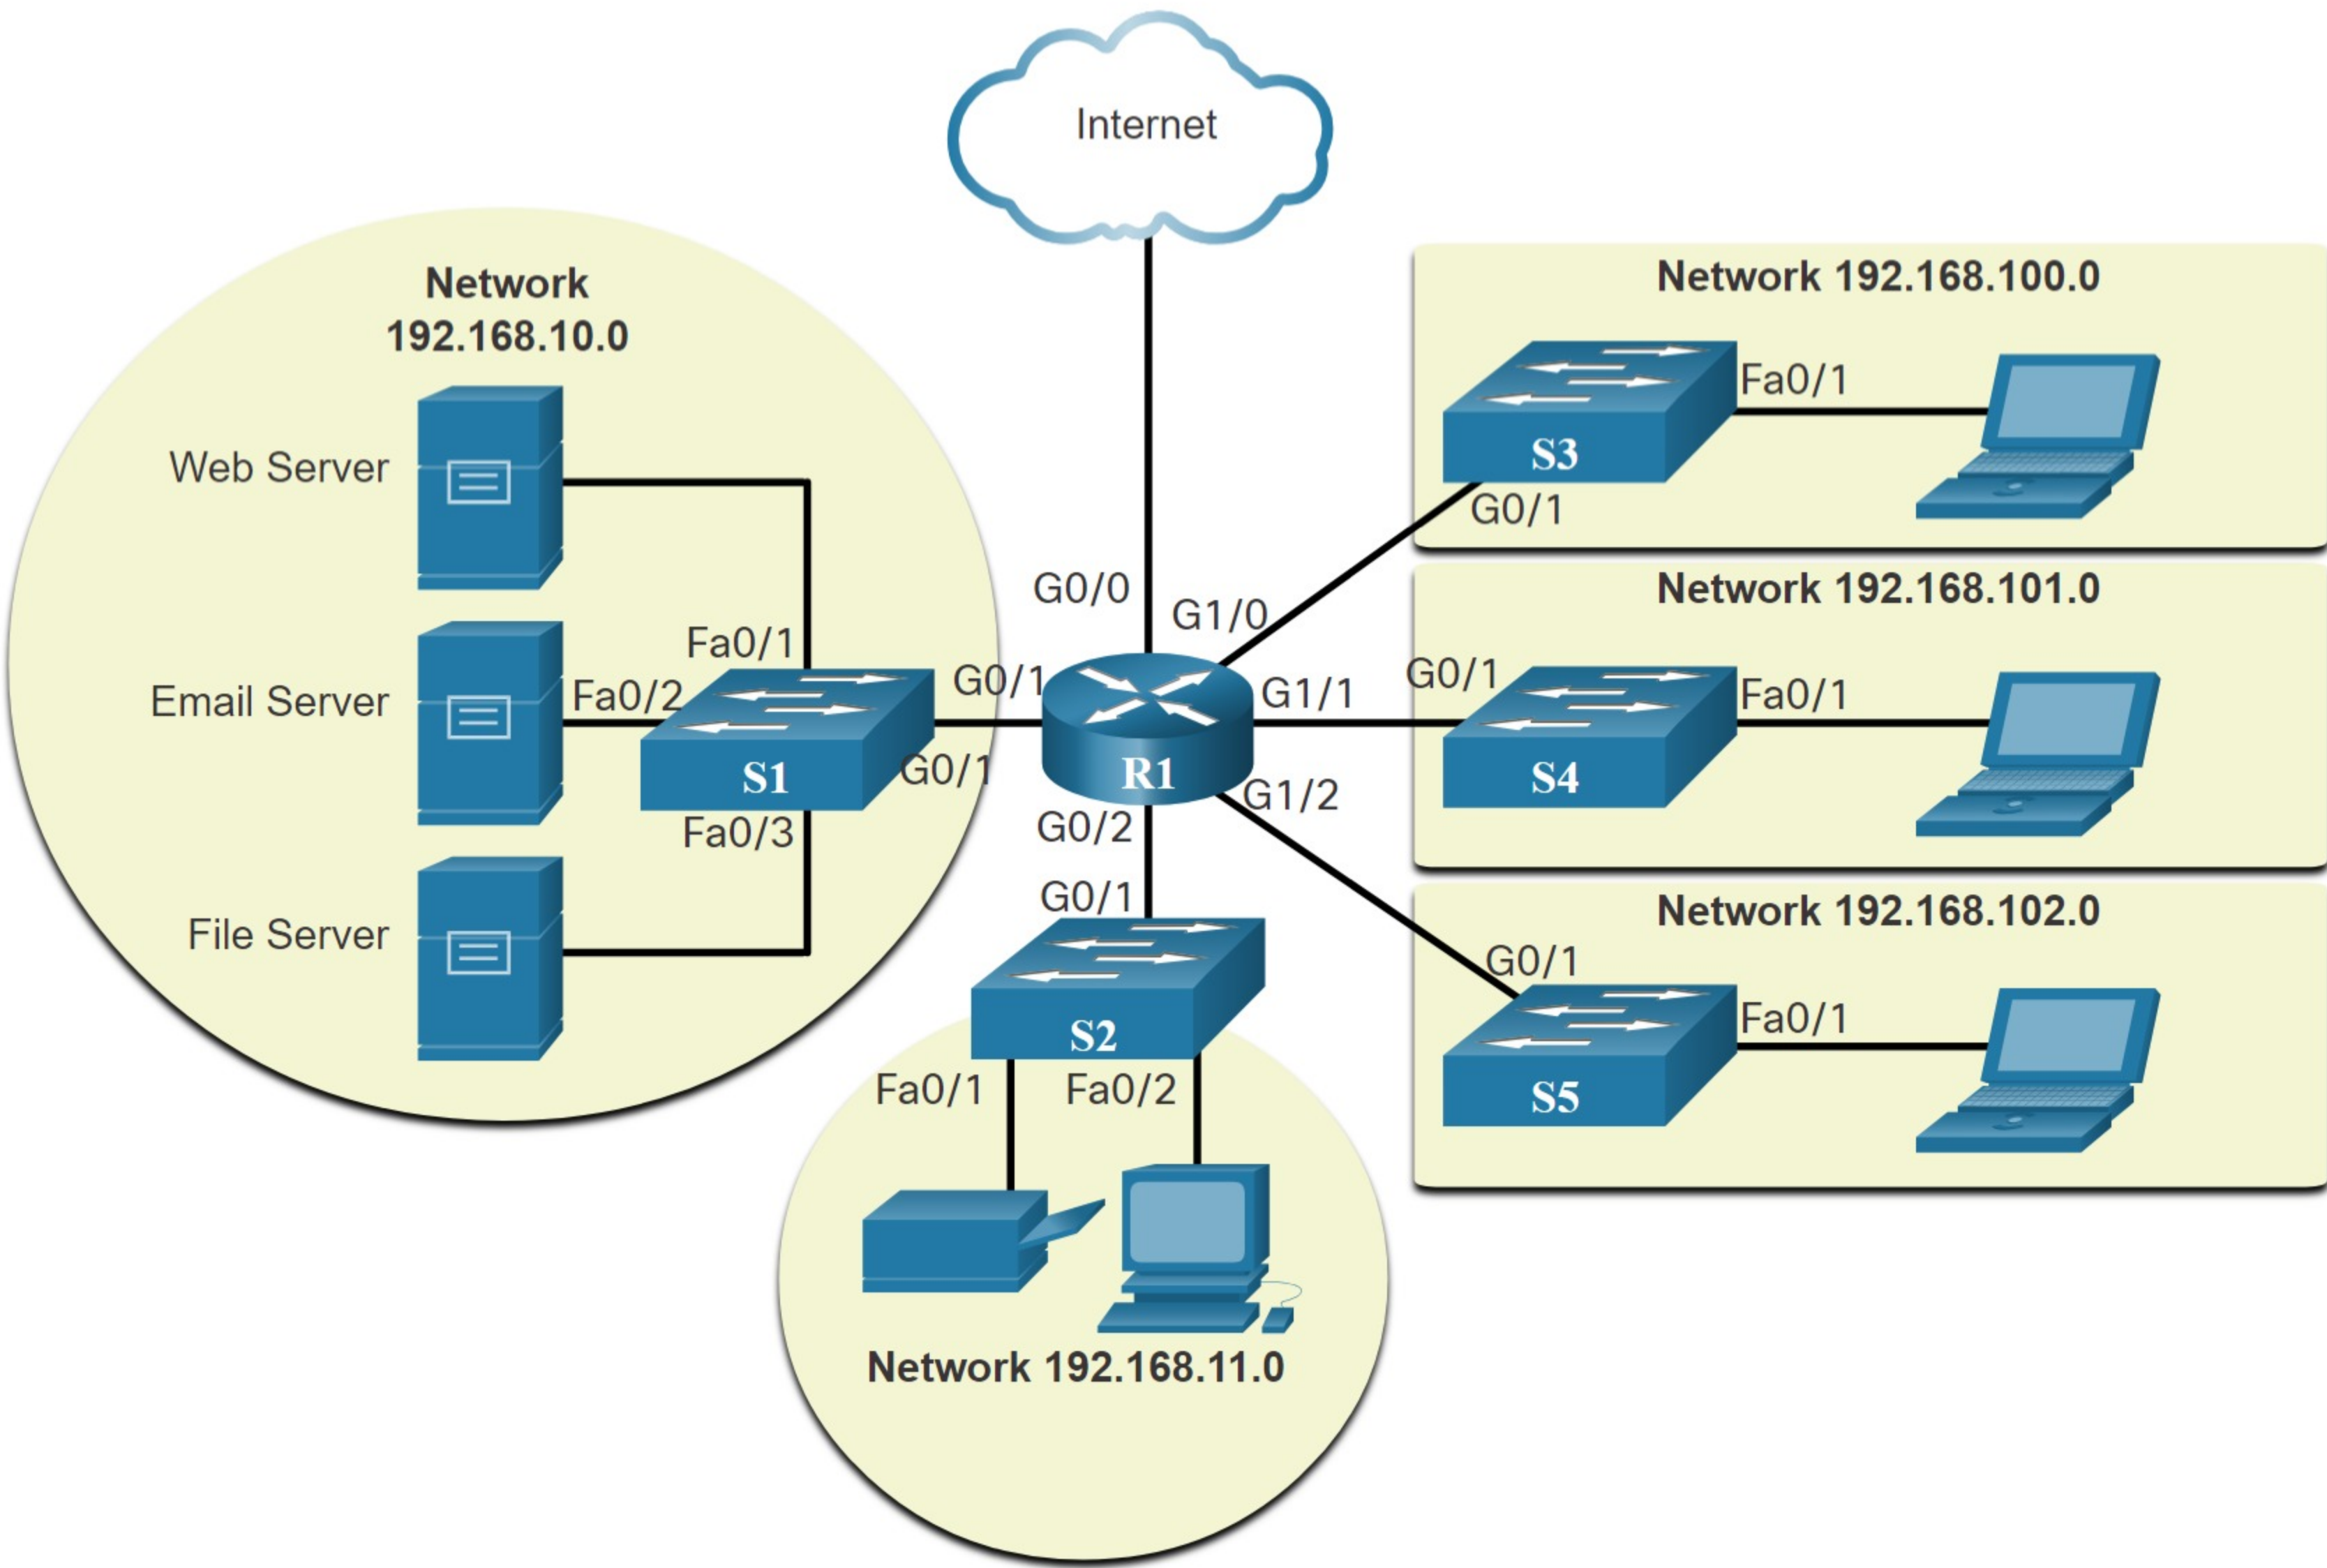 Internet
Network
192.168.10.0
Web Server
Email Server
File Server
Fa0/1
Fa0/2
Fa0/3
S1
G0/1
G0/1
G0/0
G1/0
G1/1
G1/2
G0/2
R1
G0/1
S2
Fa0/1
Fa0/2
Network 192.168.11.0
Network 192.168.100.0
S3
Fa0/1
G0/1
Network 192.168.101.0
G0/1
S4
Fa0/1
Network 192.168.102.0
G0/1
S5
Fa0/1